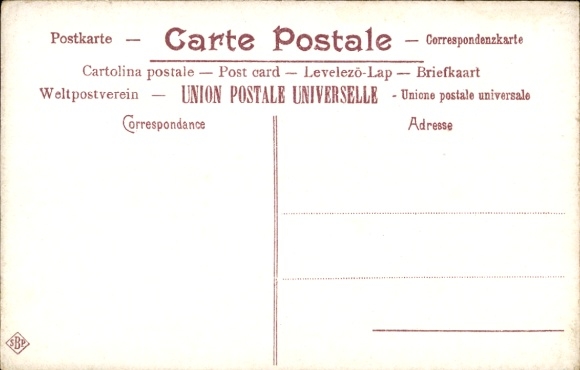 Postkarte — Carte Postale — Correspondenzkarte
Cartolina postale — Post card — Levelezö-Lap — Briefkaart
Weltpostverein — UNION POSTALE UNIVERSELLE - Unione postale universale
Correspondance Adresse
SBP